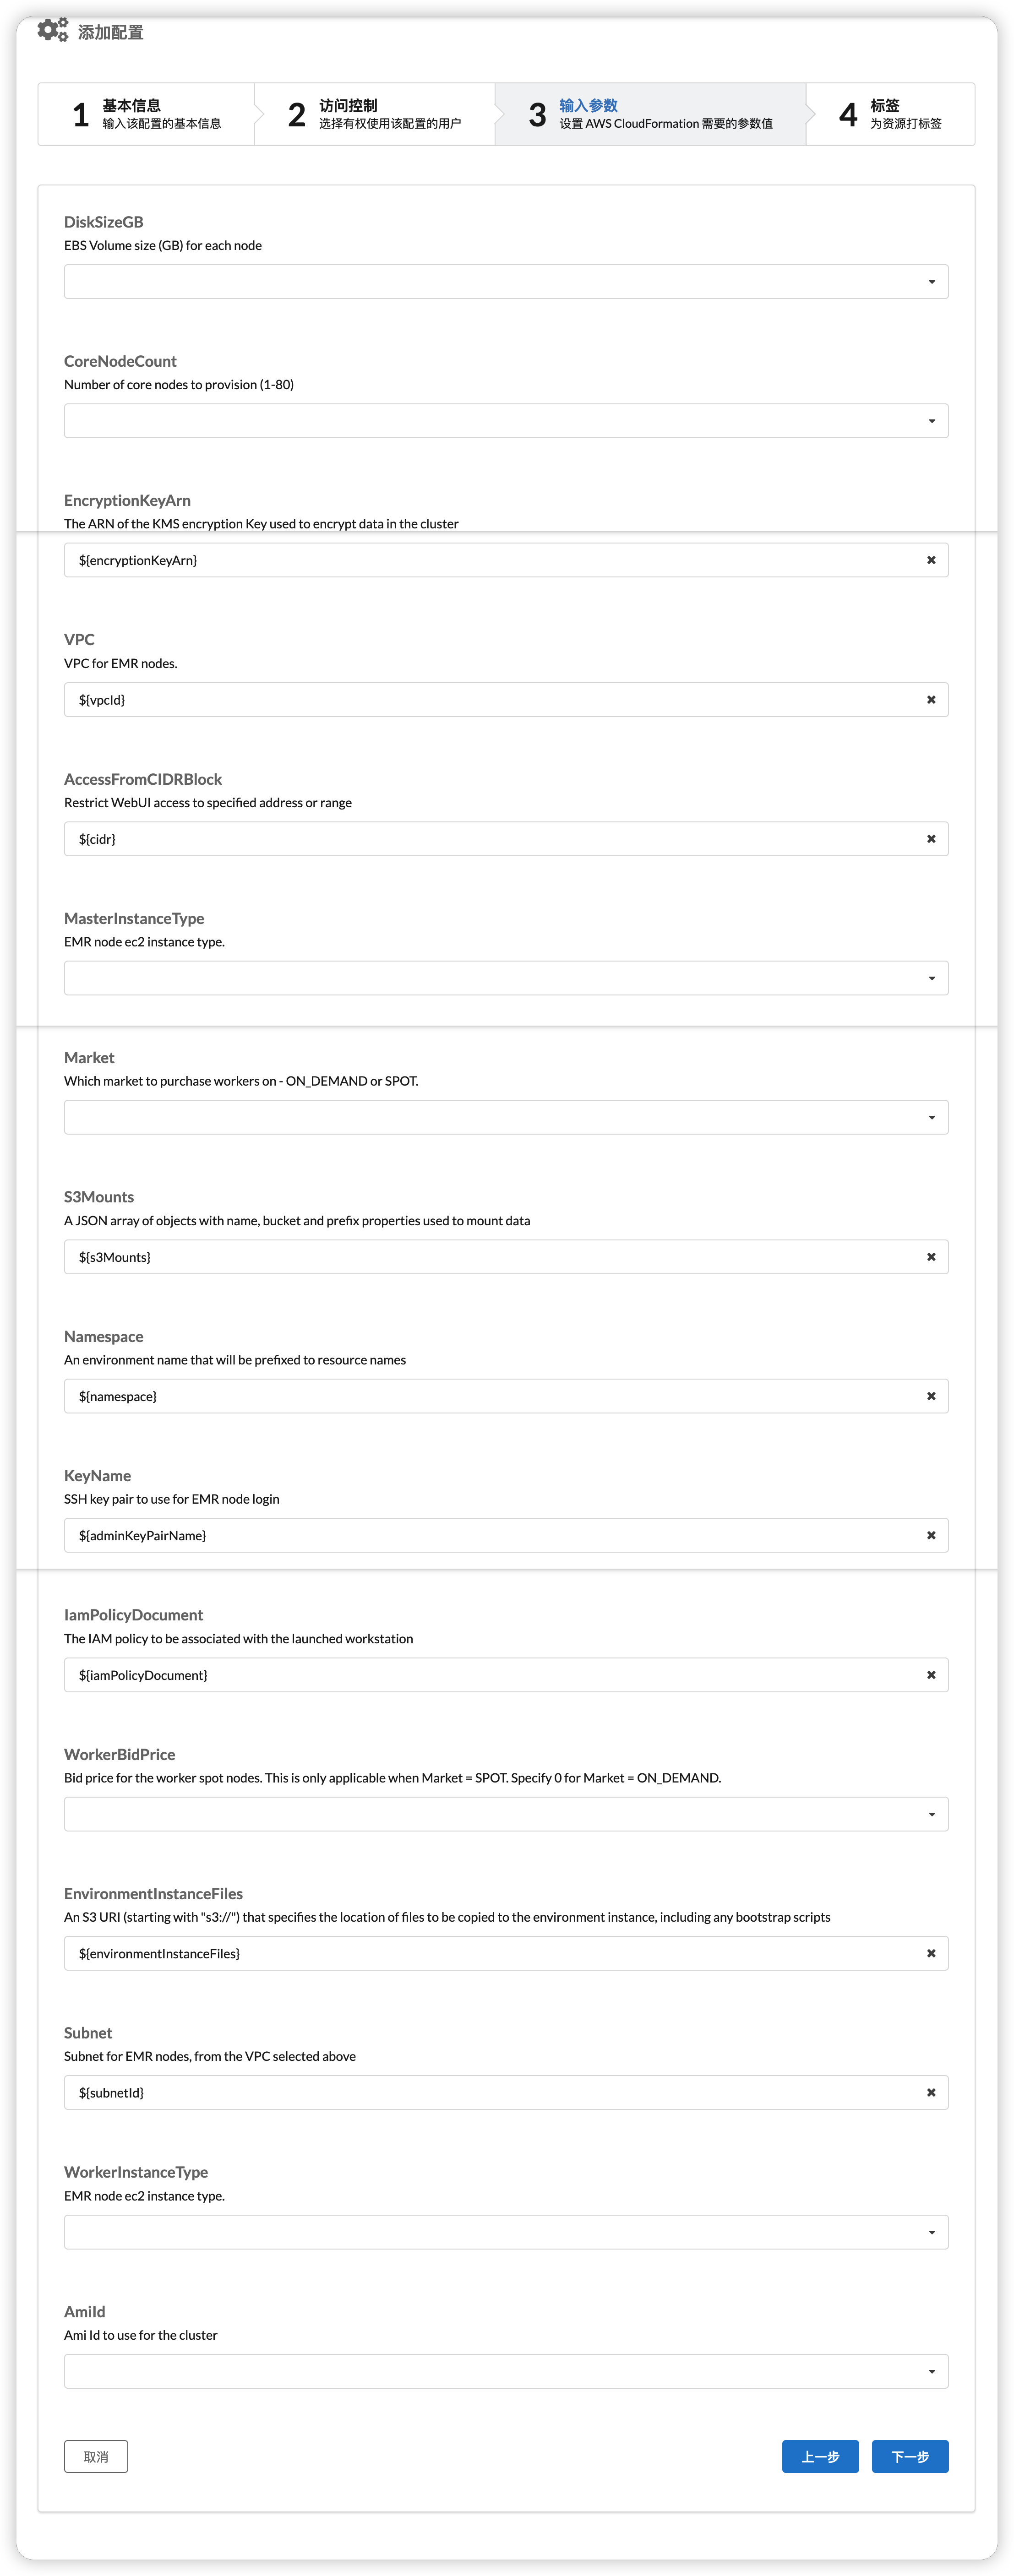 添加配置
1 基本信息
输入该配置的基本信息
2 访问控制
选择有权使用该配置的用户
3 输入参数
设置 AWS CloudFormation 需要的参数值
4 标签
为资源打标签
DiskSizeGB
EBS Volume size (GB) for each node
CoreNodeCount
Number of core nodes to provision (1-80)
EncryptionKeyArn
The ARN of the KMS encryption Key used to encrypt data in the cluster
${encryptionKeyArn}
VPC
VPC for EMR nodes.
${vpcId}
AccessFromCIDRBlock
Restrict WebUI access to specified address or range
${cidr}
MasterInstanceType
EMR node ec2 instance type.
Market
Which market to purchase workers on - ON_DEMAND or SPOT.
S3Mounts
A JSON array of objects with name, bucket and prefix properties used to mount data
${s3Mounts}
Namespace
An environment name that will be prefixed to resource names
${namespace}
KeyName
SSH key pair to use for EMR node login
${adminKeyPairName}
IamPolicyDocument
The IAM policy to be associated with the launched workstation
${iamPolicyDocument}
WorkerBidPrice
Bid price for the worker spot nodes. This is only applicable when Market = SPOT. Specify 0 for Market = ON_DEMAND.
EnvironmentInstanceFiles
An S3 URI (starting with "s3://") that specifies the location of files to be copied to the environment instance, including any bootstrap scripts
${environmentInstanceFiles}
Subnet
Subnet for EMR nodes, from the VPC selected above
${subnetId}
WorkerInstanceType
EMR node ec2 instance type.
AmiId
Ami Id to use for the cluster
取消
上一步
下一步